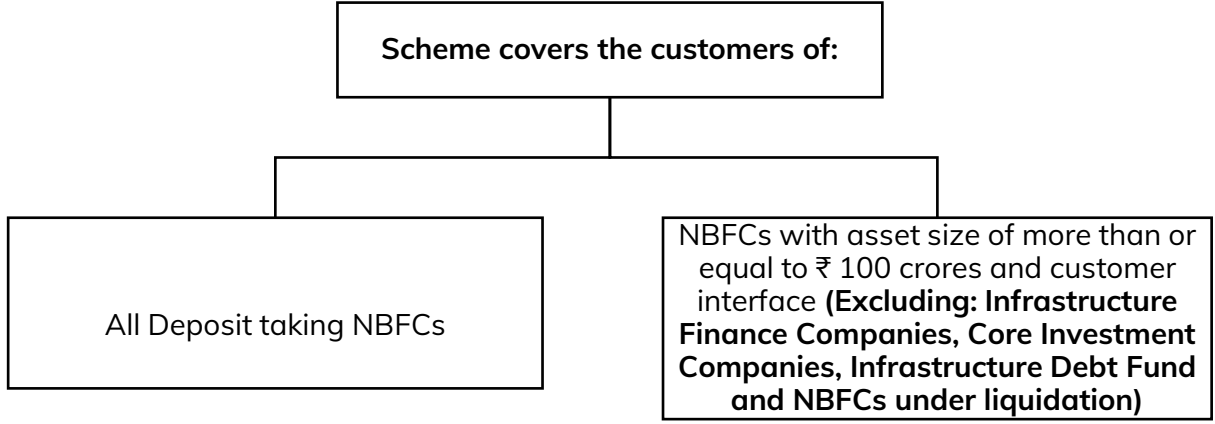 Scheme covers the customers of:
All Deposit taking NBFCs
NBFCs with asset size of more than or
equal to ₹ 100 crores and customer
interface (Excluding: Infrastructure
Finance Companies, Core Investment
Companies, Infrastructure Debt Fund
and NBFCs under liquidation)